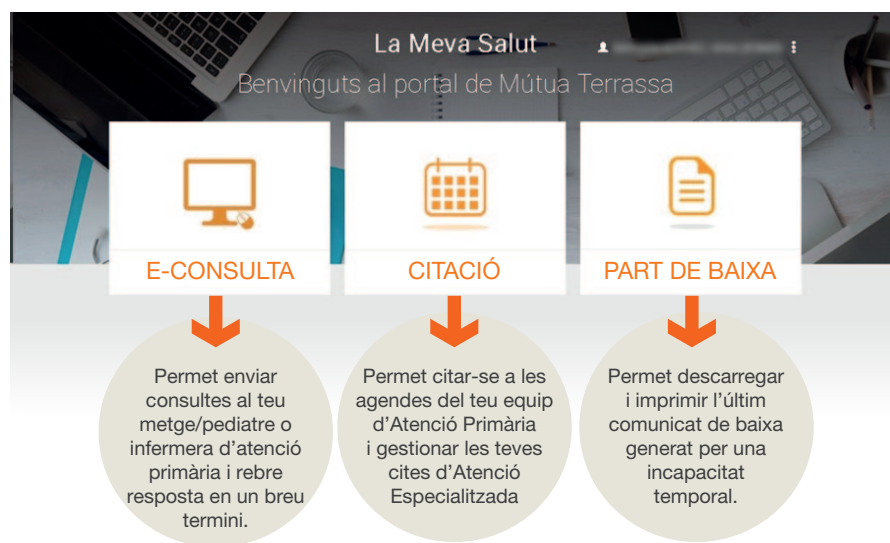 La Meva Salut
Benvinguts al portal de Mútua Terrassa
E-CONSULTA
CITACIÓ
PART DE BAIXA
Permet enviar
consultes al teu
metge/pediatre o
infermera d’atenció
primària i rebre
resposta en un breu
termini.
Permet citar-se a les
agendes del teu equip
d’Atenció Primària
i gestionar les teves
cites d’Atenció
Especialitzada
Permet descarregar
i imprimir l’últim
comunicat de baixa
generat per una
incapacitat
temporal.